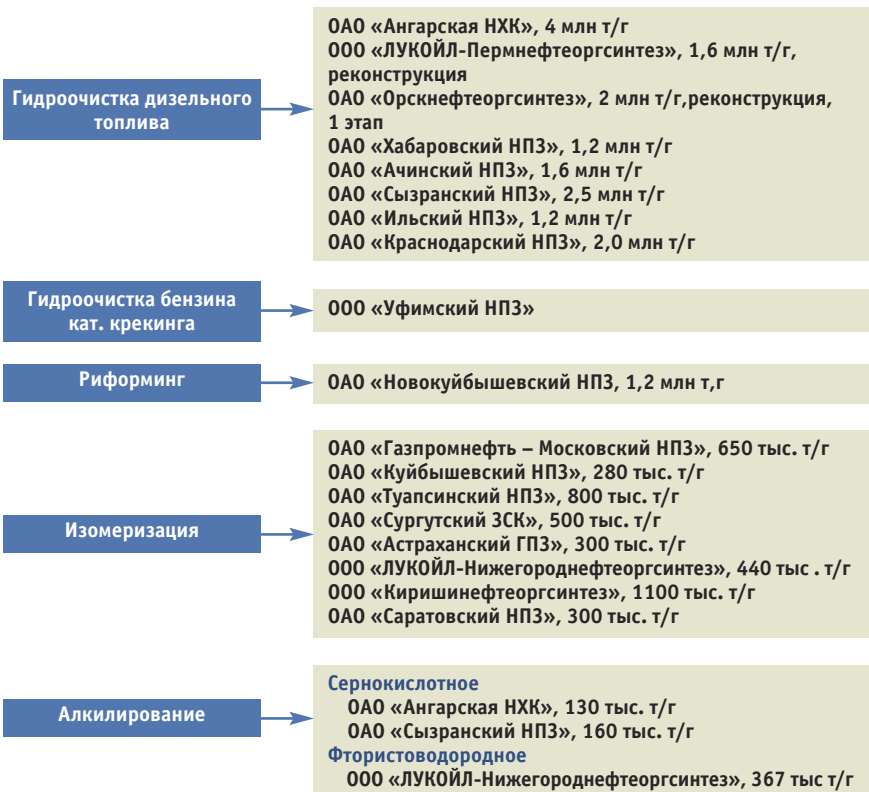 Гидроочистка дизельного
топлива
ОАО «Ангарская НХК», 4 млн т/г
ООО «ЛУКОЙЛ-Пермнефтеоргсинтез», 1,6 млн т/г,
реконструкция
ОАО «Орскнефтеоргсинтез», 2 млн т/г,реконструкция,
1 этап
ОАО «Хабаровский НПЗ», 1,2 млн т/г
ОАО «Ачинский НПЗ», 1,6 млн т/г
ОАО «Сызранский НПЗ», 2,5 млн т/г
ОАО «Ильский НПЗ», 1,2 млн т/г
ОАО «Краснодарский НПЗ», 2,0 млн т/г
Гидроочистка бензина
кат. крекинга
ООО «Уфимский НПЗ»
Риформинг
ОАО «Новокуйбышевский НПЗ, 1,2 млн т,г
Изомеризация
ОАО «Газпромнефть – Московский НПЗ», 650 тыс. т/г
ОАО «Куйбышевский НПЗ», 280 тыс. т/г
ОАО «Туапсинский НПЗ», 800 тыс. т/г
ОАО «Сургутский ЗСК», 500 тыс. т/г
ОАО «Астраханский ГПЗ», 300 тыс. т/г
ООО «ЛУКОЙЛ-Нижегороднефтеоргсинтез», 440 тыс . т/г
ООО «Киришинефтеоргсинтез», 1100 тыс. т/г
ОАО «Саратовский НПЗ», 300 тыс. т/г
Алкилирование
Сернокислотное
ОАО «Ангарская НХК», 130 тыс. т/г
ОАО «Сызранский НПЗ», 160 тыс. т/г
Фтористоводородное
ООО «ЛУКОЙЛ-Нижегороднефтеоргсинтез», 367 тыс т/г